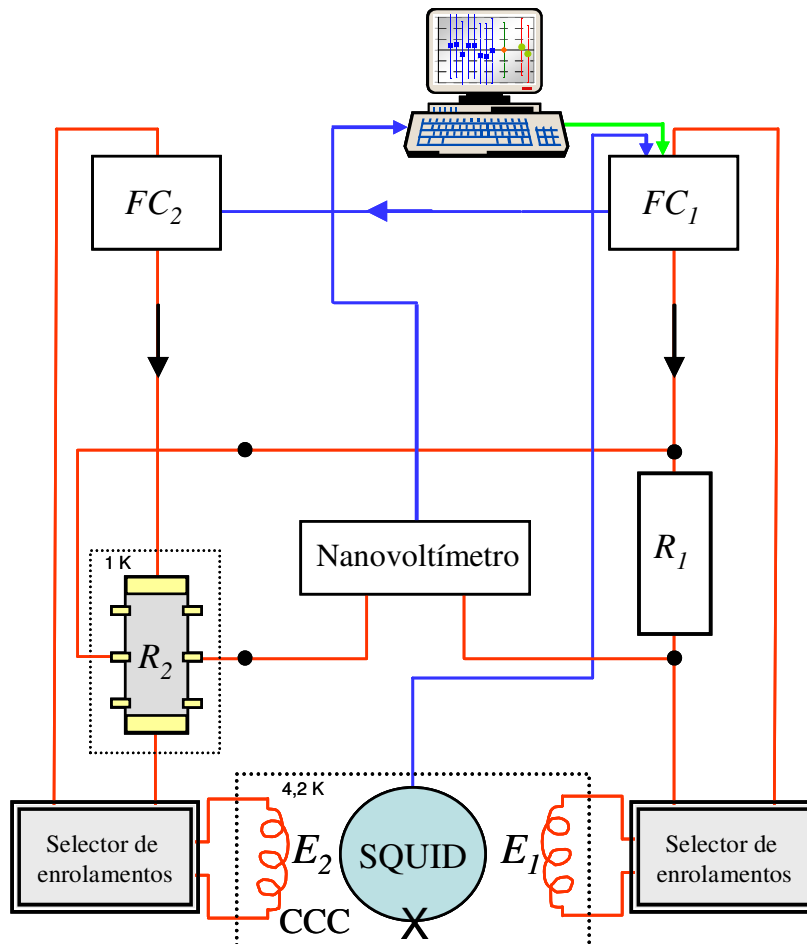 FC₂
FC₁
1 K
Nanovoltímetro
R₁
R₂
4,2 K
Selector de
enrolamentos
E₂
SQUID
E₁
Selector de
enrolamentos
CCC
X